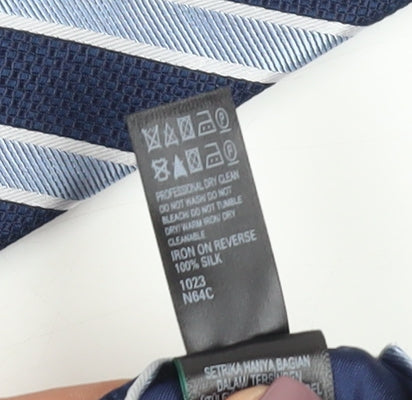 PROFESSIONAL DRY CLEAN
DO NOT WASH DO NOT
BLEACH DO NOT TUMBLE
DRY/WARM IRON/ DRY
CLEANABLE
IRON ON REVERSE
100% SILK
1023
N64C
SETRIKA HANYA BAGIAN
DALAM